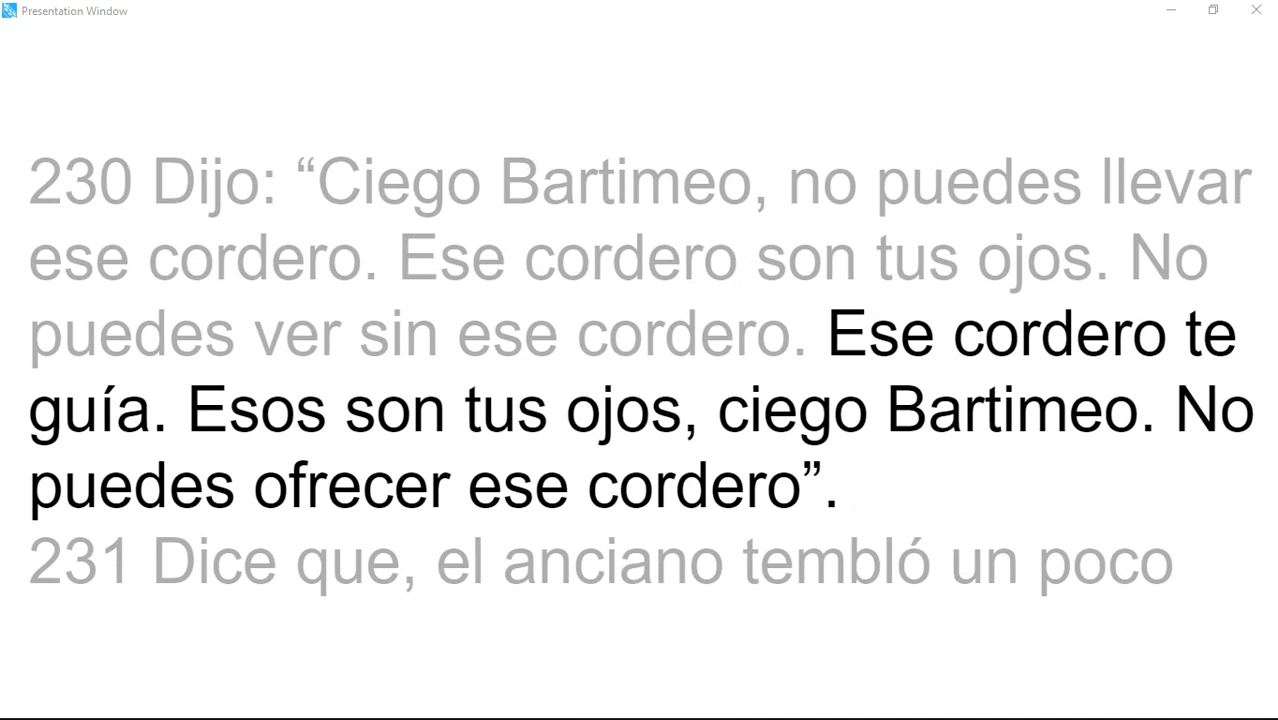 Presentation Window
230 Dijo: “Ciego Bartimeo, no puedes llevar
ese cordero. Ese cordero son tus ojos. No
puedes ver sin ese cordero. Ese cordero te
guía. Esos son tus ojos, ciego Bartimeo. No
puedes ofrecer ese cordero”.
231 Dice que, el anciano tembló un poco